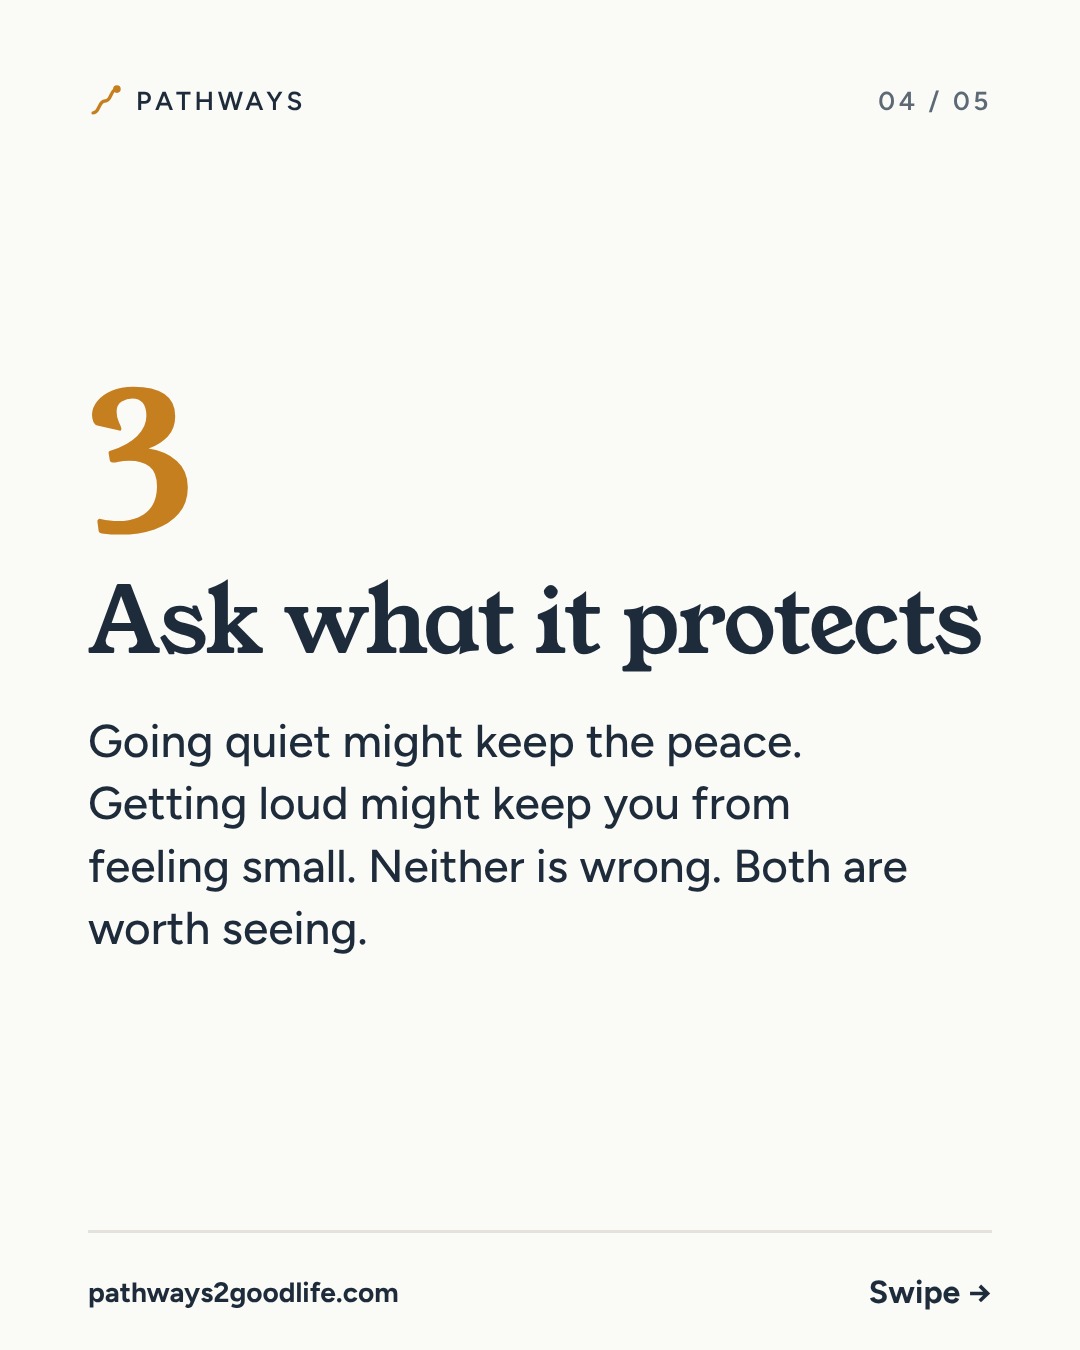 PATHWAYS
04 / 05
3
Ask what it protects
Going quiet might keep the peace.
Getting loud might keep you from
feeling small. Neither is wrong. Both are
worth seeing.
pathways2goodlife.com
Swipe →